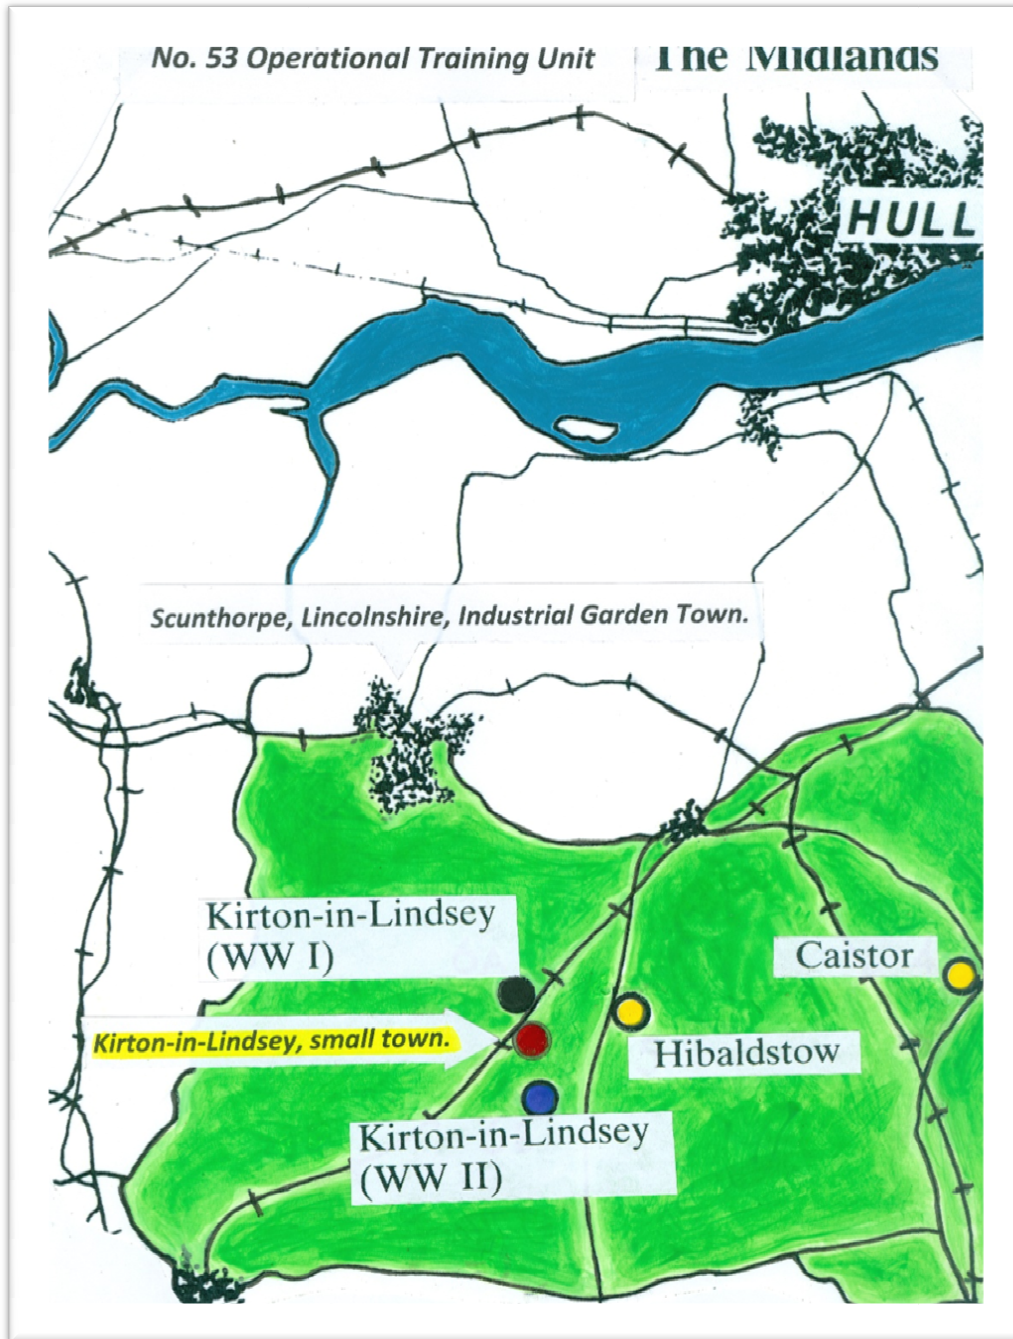 No. 53 Operational Training Unit
The Midlands
HULL
Scunthorpe, Lincolnshire, Industrial Garden Town.
Kirton-in-Lindsey
(WW I)
Caistor
Kirton-in-Lindsey, small town.
Hibaldstow
Kirton-in-Lindsey
(WW II)